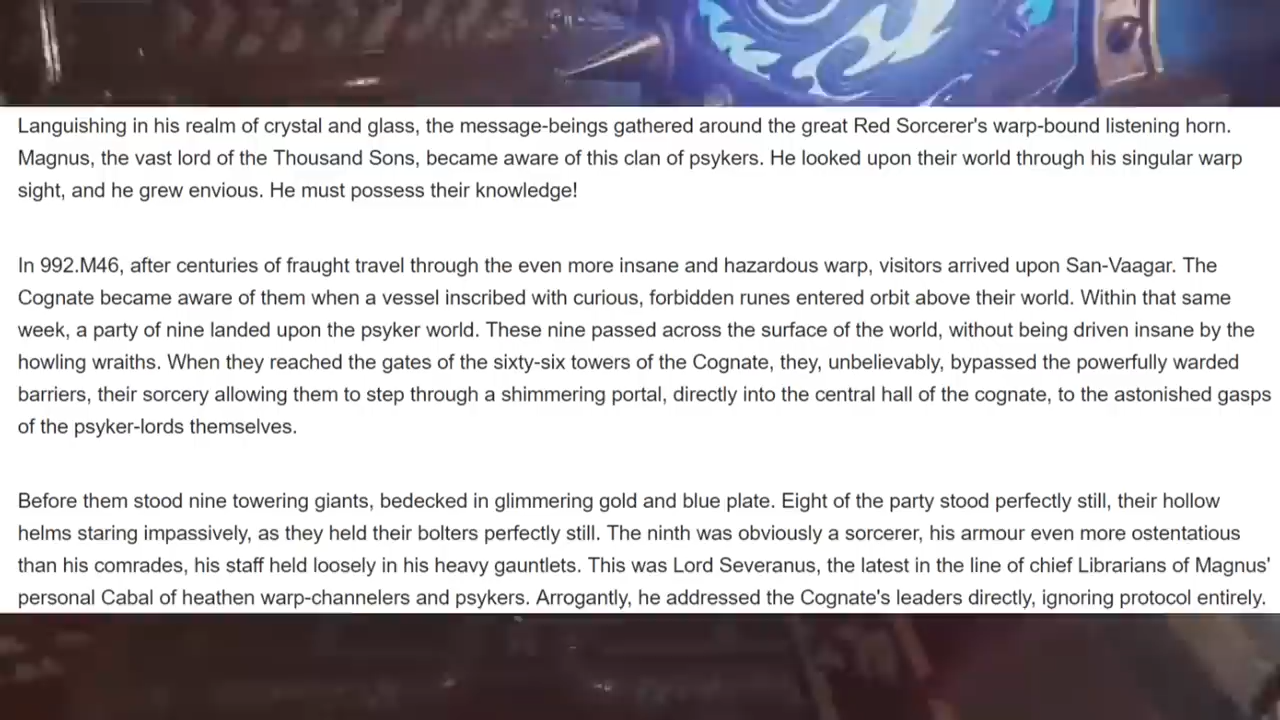 Languishing in his realm of crystal and glass, the message-beings gathered around the great Red Sorcerer's warp-bound listening horn.
Magnus, the vast lord of the Thousand Sons, became aware of this clan of psykers. He looked upon their world through his singular warp
sight, and he grew envious. He must possess their knowledge!
In 992.M46, after centuries of fraught travel through the even more insane and hazardous warp, visitors arrived upon San-Vaagar. The
Cognate became aware of them when a vessel inscribed with curious, forbidden runes entered orbit above their world. Within that same
week, a party of nine landed upon the psyker world. These nine passed across the surface of the world, without being driven insane by the
howling wraiths. When they reached the gates of the sixty-six towers of the Cognate, they, unbelievably, bypassed the powerfully warded
barriers, their sorcery allowing them to step through a shimmering portal, directly into the central hall of the cognate, to the astonished gasps
of the psyker-lords themselves.
Before them stood nine towering giants, bedecked in glimmering gold and blue plate. Eight of the party stood perfectly still, their hollow
helms staring impassively, as they held their bolters perfectly still. The ninth was obviously a sorcerer, his armour even more ostentatious
than his comrades, his staff held loosely in his heavy gauntlets. This was Lord Severanus, the latest in the line of chief Librarians of Magnus'
personal Cabal of heathen warp-channelers and psykers. Arrogantly, he addressed the Cognate's leaders directly, ignoring protocol entirely.